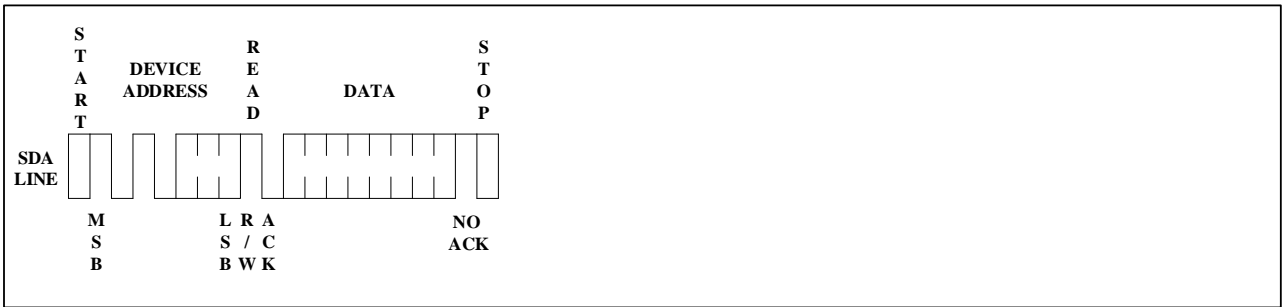 START
DEVICE
ADDRESS
READ
DATA
STOP
SDA
LINE
MSB
LSB
R/W
ACK
NO
ACK